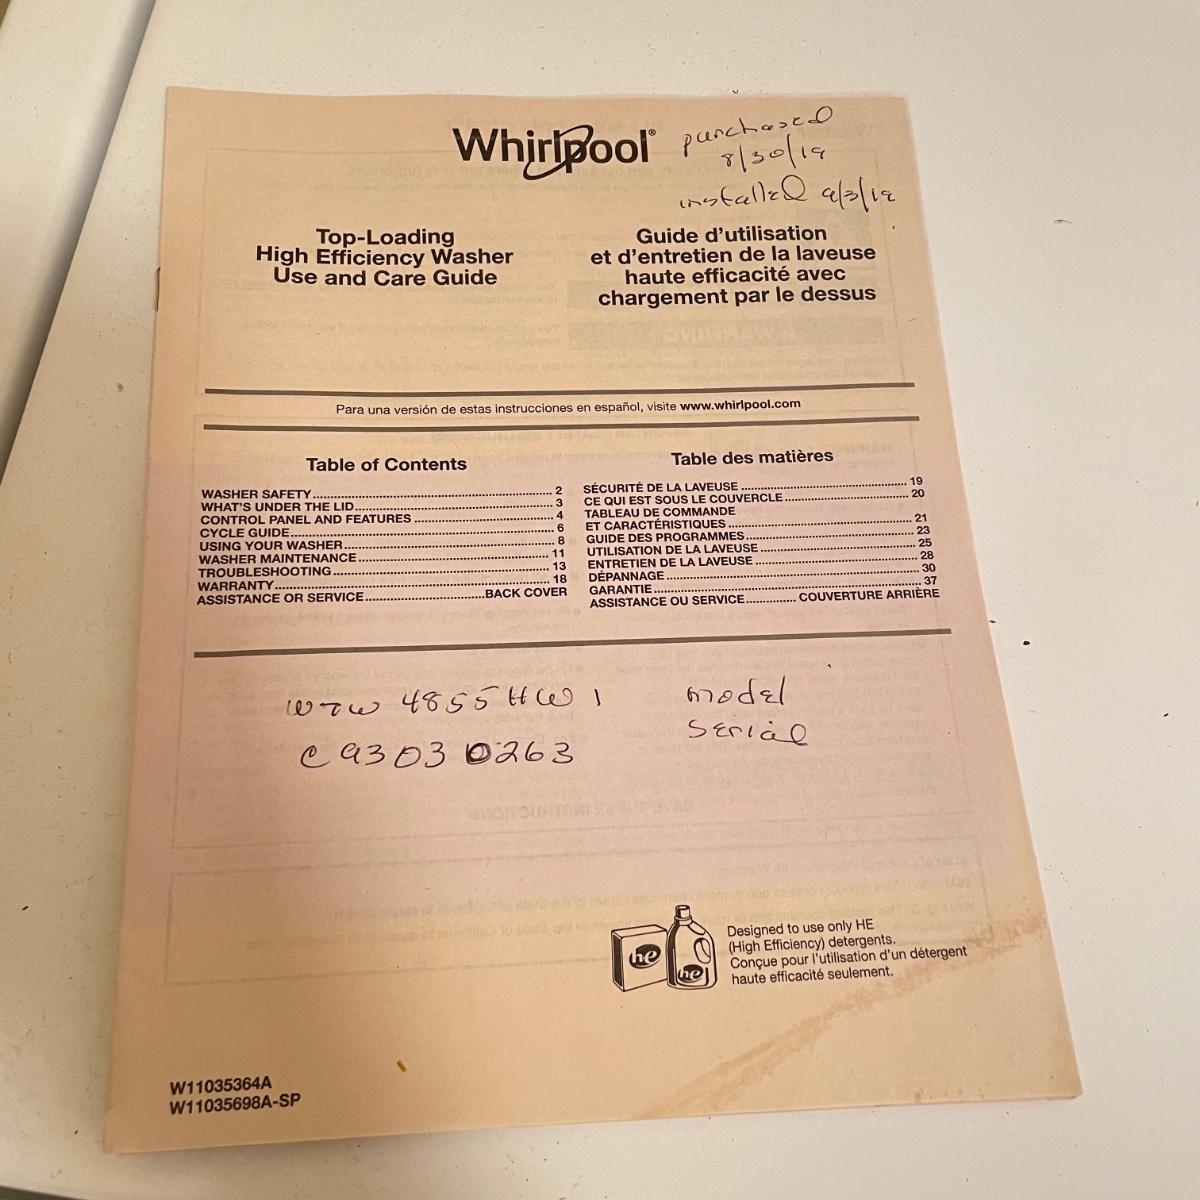 Whirlpool®
purchased
8/30/19
installed 9/3/19
Top-Loading
High Efficiency Washer
Use and Care Guide
Guide d'utilisation
et d'entretien de la laveuse
haute efficacité avec
chargement par le dessus
Para una versión de estas instrucciones en español, visite www.whirlpool.com
Table of Contents
WASHER SAFETY 2
WHAT'S UNDER THE LID 3
CONTROL PANEL AND FEATURES 4
CYCLE GUIDE 6
USING YOUR WASHER 8
WASHER MAINTENANCE 11
TROUBLESHOOTING 13
WARRANTY 18
ASSISTANCE OR SERVICE BACK COVER
Table des matières
SÉCURITÉ DE LA LAVEUSE 19
CE QUI EST SOUS LE COUVERCLE 20
TABLEAU DE COMMANDE
ET CARACTÉRISTIQUES 21
GUIDE DES PROGRAMMES 23
UTILISATION DE LA LAVEUSE 25
ENTRETIEN DE LA LAVEUSE 28
DÉPANNAGE 30
GARANTIE 37
ASSISTANCE OU SERVICE COUVERTURE ARRIÈRE
WTW 4855HW1 model
C93030263 serial
he
he
Designed to use only HE
(High Efficiency) detergents.
Conçue pour l'utilisation d'un détergent
haute efficacité seulement.
W11035364A
W11035698A-SP